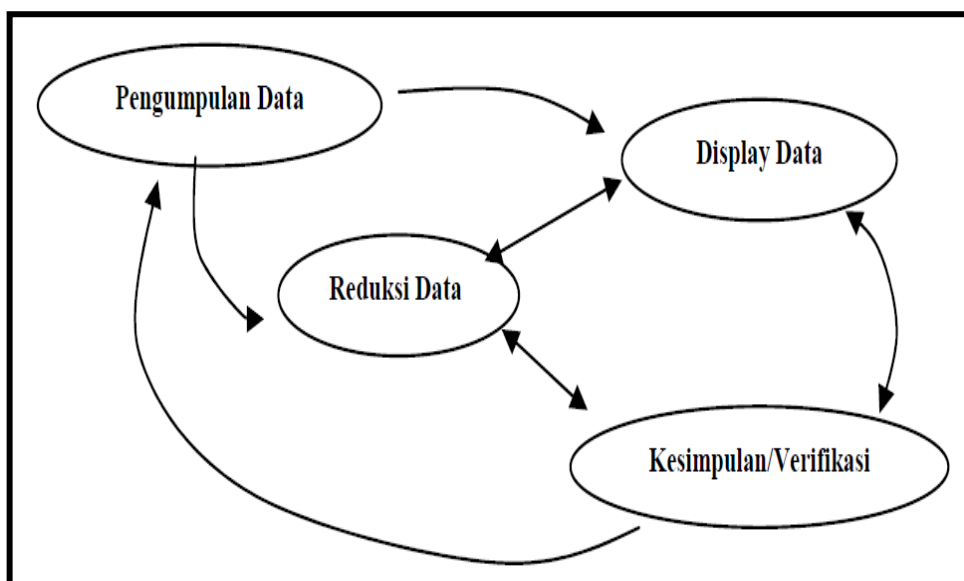 Pengumpulan Data
Display Data
Reduksi Data
Kesimpulan/Verifikasi